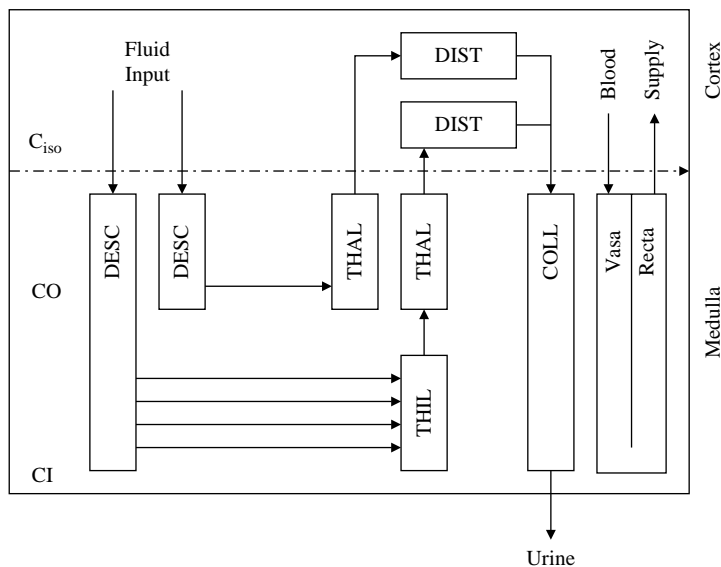 Fluid
Input
DIST
DIST
Blood
Supply
Cortex
C_iso
DESC
DESC
THAL
THAL
COLL
Vasa
Recta
CO
Medulla
THIL
CI
Urine